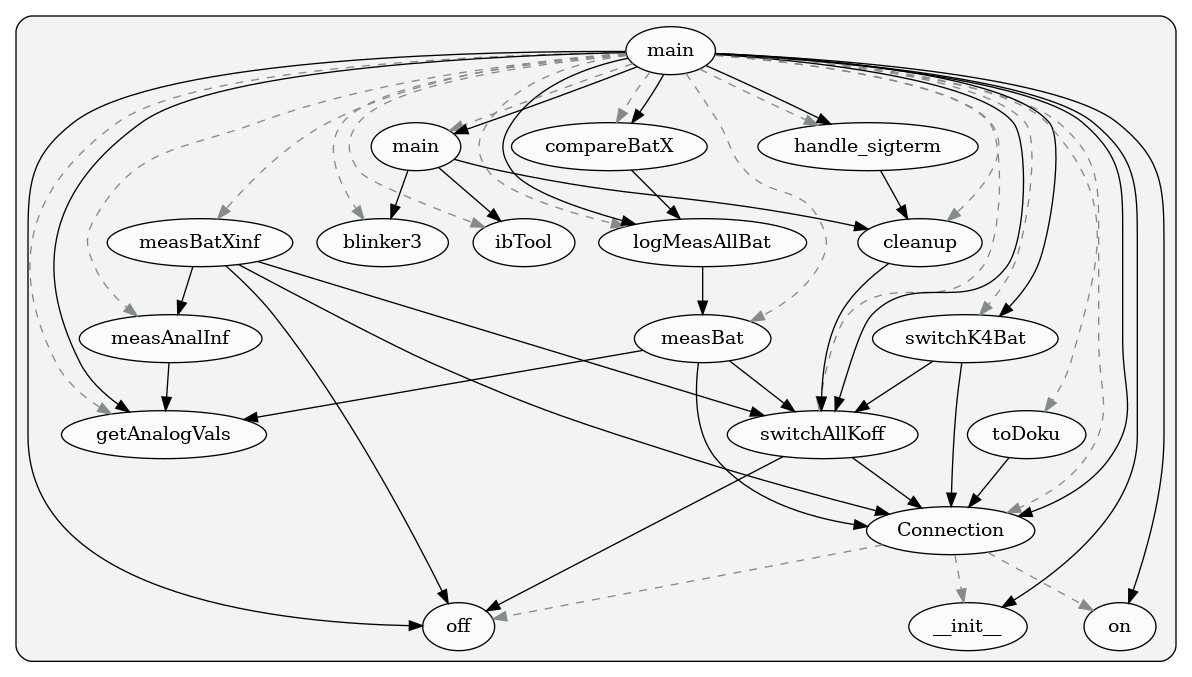 main
main
compareBatX
handle_sigterm
measBatXinf
blinker3
ibTool
logMeasAllBat
cleanup
measAnalInf
measBat
switchK4Bat
getAnalogVals
switchAllKoff
toDoku
Connection
off
__init__
on